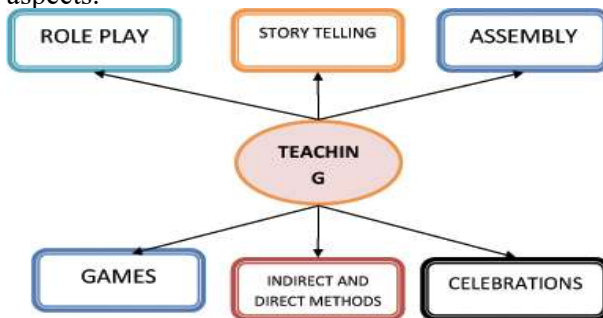 aspects.
ROLE PLAY
STORY TELLING
ASSEMBLY
TEACHIN
G
GAMES
INDIRECT AND
DIRECT METHODS
CELEBRATIONS